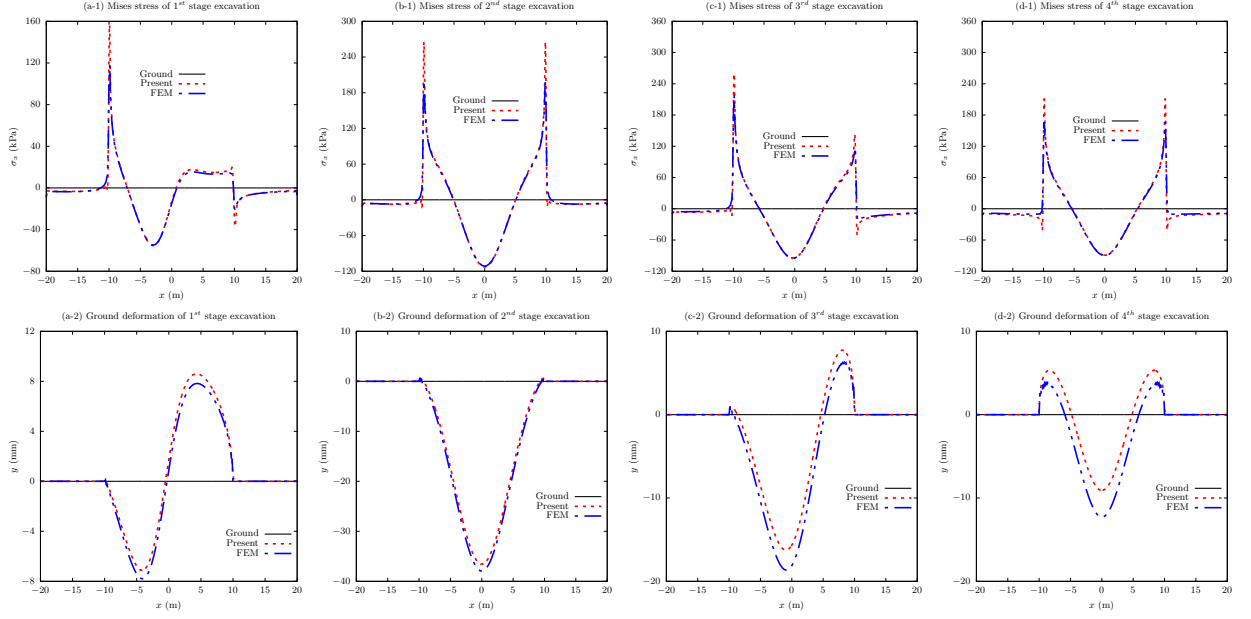 (a-1) Mises stress of 1st stage excavation
160
120
80
40
0
−40
−80
σx (kPa)
Ground
Present
FEM
−20 −15 −10 −5 0 5 10 15 20
x (m)
(b-1) Mises stress of 2nd stage excavation
300
240
180
120
60
0
−60
−120
σx (kPa)
Ground
Present
FEM
−20 −15 −10 −5 0 5 10 15 20
x (m)
(c-1) Mises stress of 3rd stage excavation
360
300
240
180
120
60
0
−60
−120
σx (kPa)
Ground
Present
FEM
−20 −15 −10 −5 0 5 10 15 20
x (m)
(d-1) Mises stress of 4th stage excavation
360
300
240
180
120
60
0
−60
−120
σx (kPa)
Ground
Present
FEM
−20 −15 −10 −5 0 5 10 15 20
x (m)
(a-2) Ground deformation of 1st stage excavation
12
8
4
0
−4
−8
y (mm)
Ground
Present
FEM
−20 −15 −10 −5 0 5 10 15 20
x (m)
(b-2) Ground deformation of 2nd stage excavation
10
0
−10
−20
−30
−40
y (mm)
Ground
Present
FEM
−20 −15 −10 −5 0 5 10 15 20
x (m)
(c-2) Ground deformation of 3rd stage excavation
10
0
−10
−20
y (mm)
Ground
Present
FEM
−20 −15 −10 −5 0 5 10 15 20
x (m)
(d-2) Ground deformation of 4th stage excavation
10
0
−10
−20
y (mm)
Ground
Present
FEM
−20 −15 −10 −5 0 5 10 15 20
x (m)